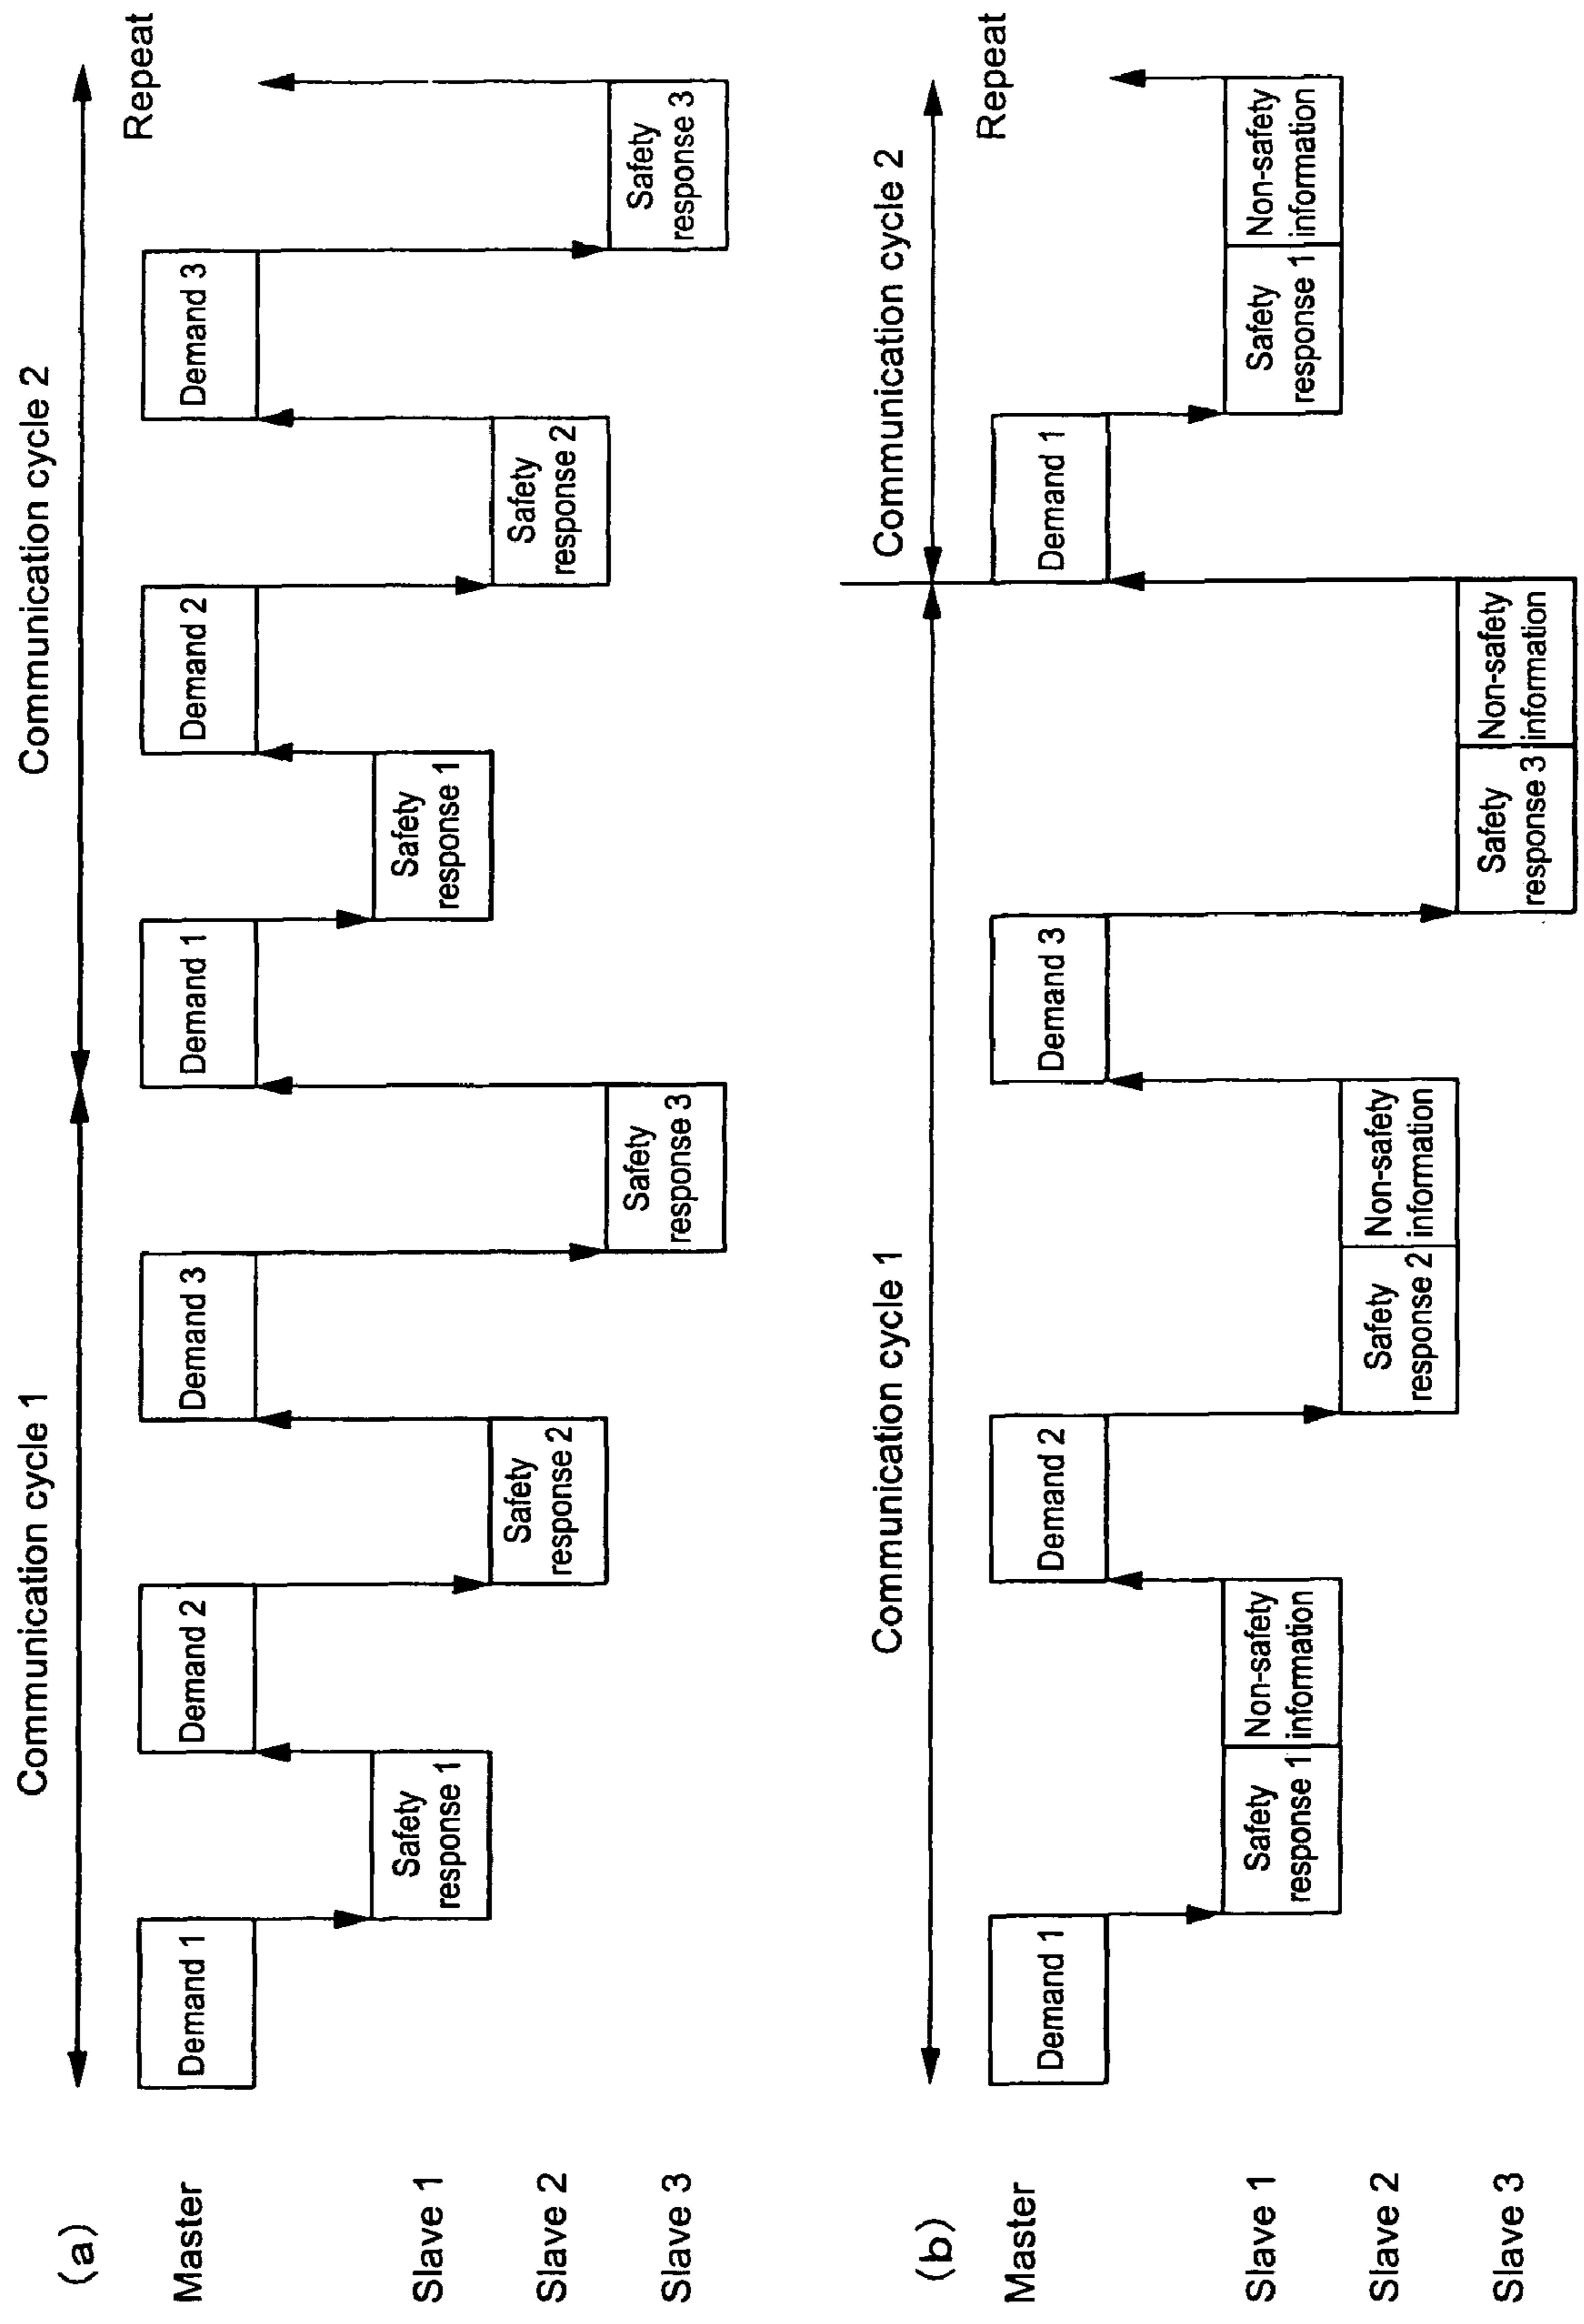 (a)
Communication cycle 1
Communication cycle 2
Repeat
Master
Demand 1
Demand 2
Demand 3
Demand 1
Demand 2
Demand 3
Slave 1
Safety
response 1
Safety
response 1
Slave 2
Safety
response 2
Safety
response 2
Slave 3
Safety
response 3
Safety
response 3
(b)
Communication cycle 1
Communication cycle 2
Repeat
Master
Demand 1
Demand 2
Demand 3
Demand 1
Slave 1
Safety
response 1
Non-safety
information
Safety
response 1
Non-safety
information
Slave 2
Safety
response 2
Non-safety
information
Slave 3
Safety
response 3
Non-safety
information